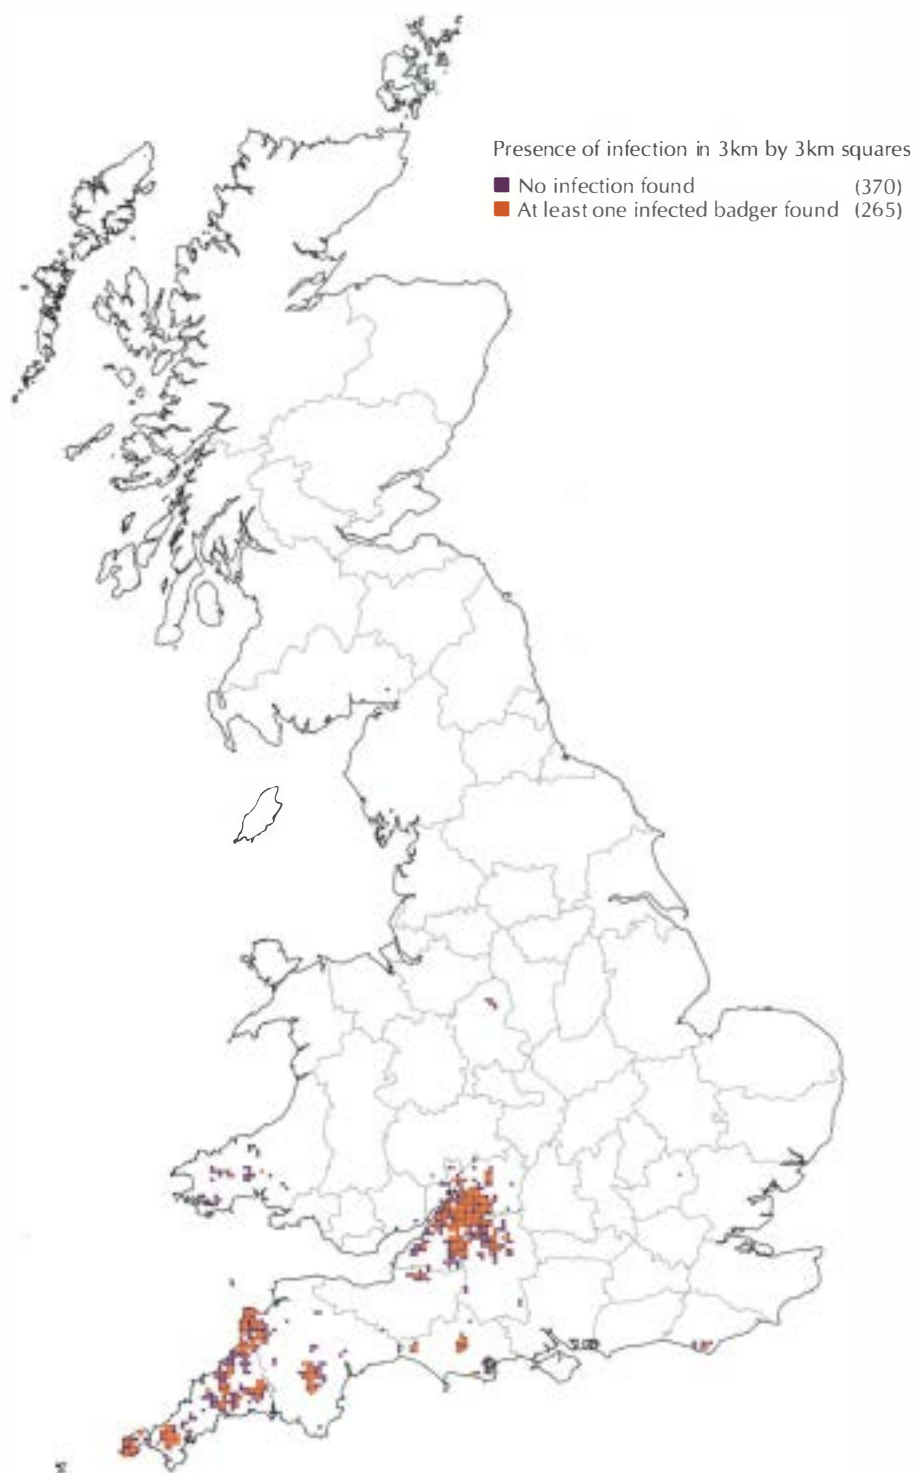 Presence of infection in 3km by 3km squares
No infection found (370)
At least one infected badger found (265)